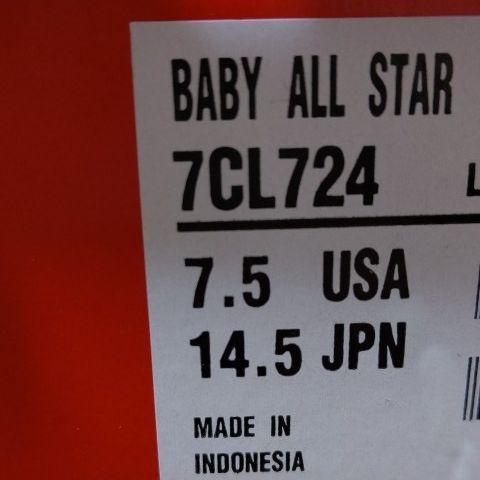 BABY ALL STAR
7CL724 L
7.5 USA
14.5 JPN
MADE IN
INDONESIA